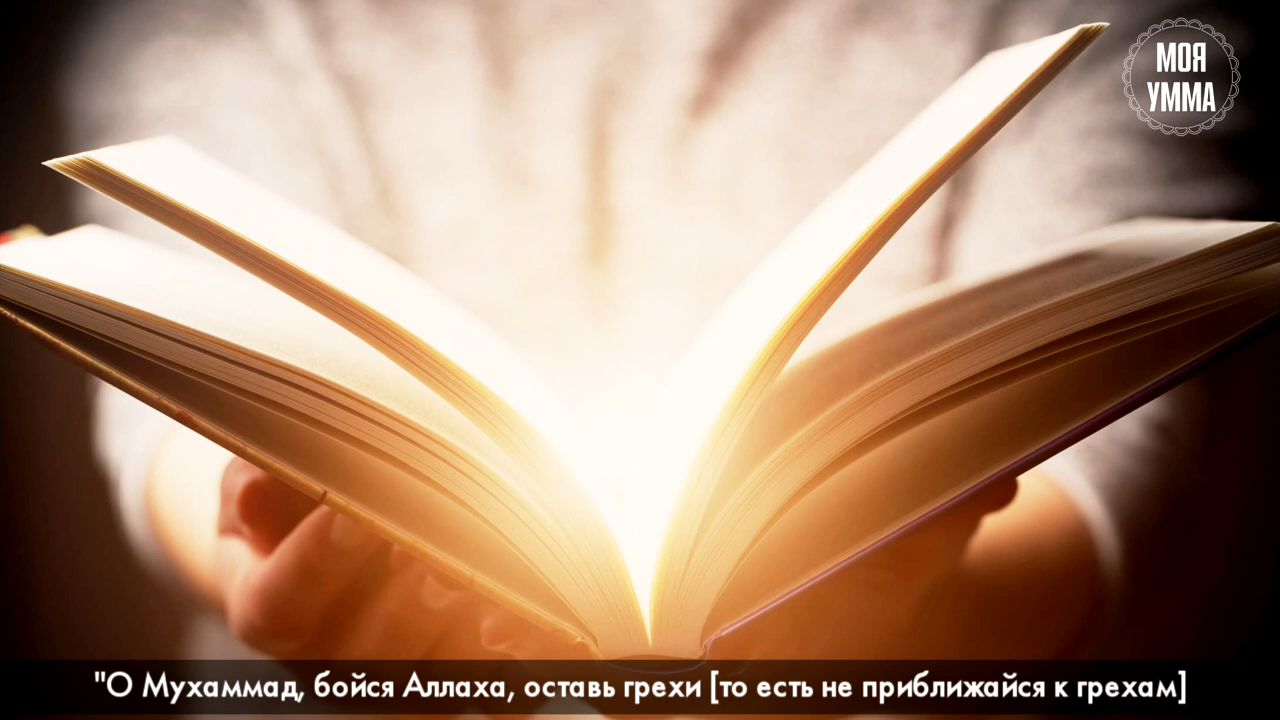 МОЯ
УММА
"О Мухаммад, бойся Аллаха, оставь грехи [то есть не приближайся к грехам]